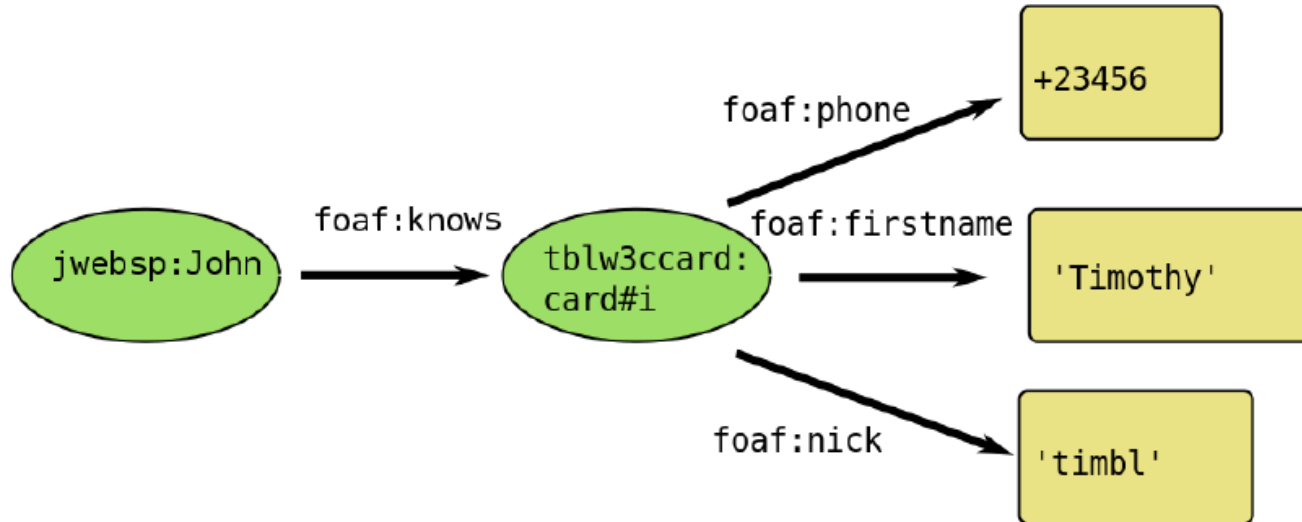 +23456
foaf:phone
foaf:knows
foaf:firstname
jwebsp:John
tblw3ccard:
card#i
'Timothy'
foaf:nick
'timbl'